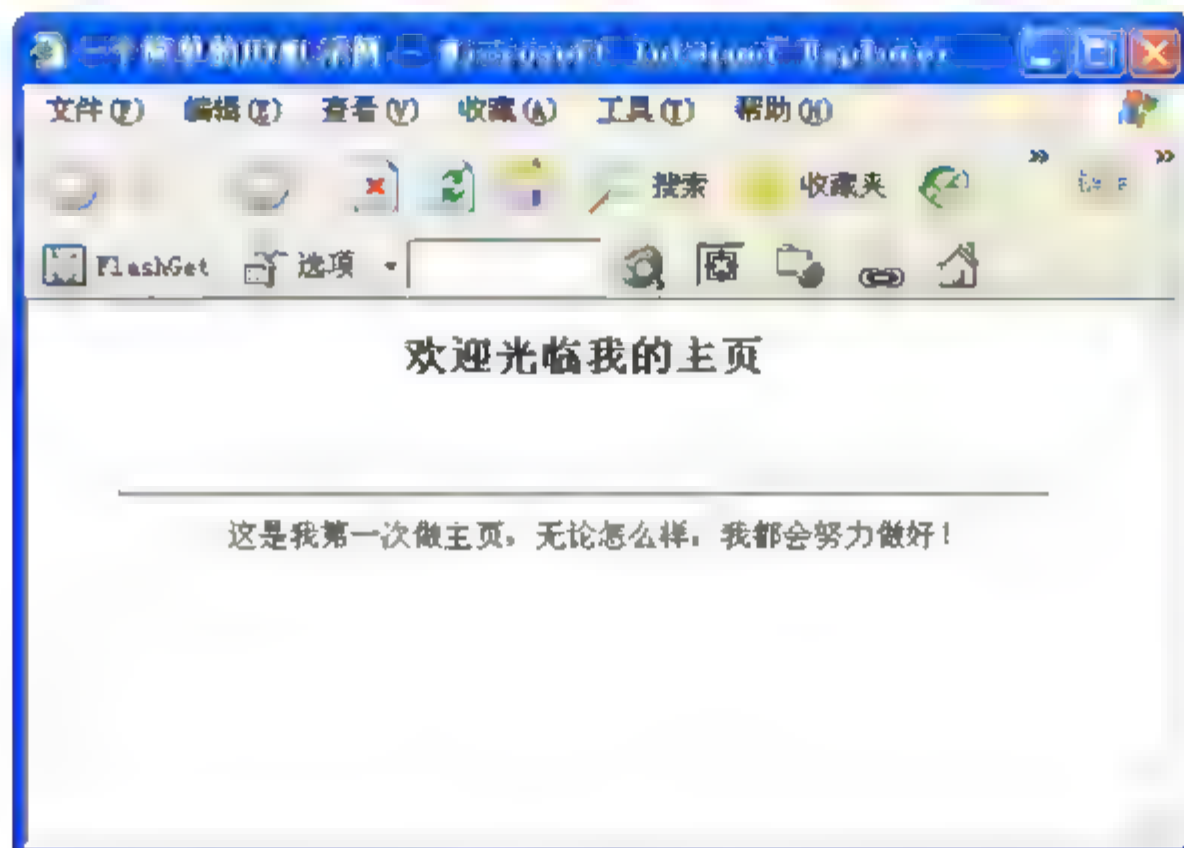 文件(F) 编辑(E) 查看(V) 收藏(A) 工具(T) 帮助(H)
搜索 收藏夹 »  »
FlashGet 选项
欢迎光临我的主页
这是我第一次做主页，无论怎么样，我都会努力做好！